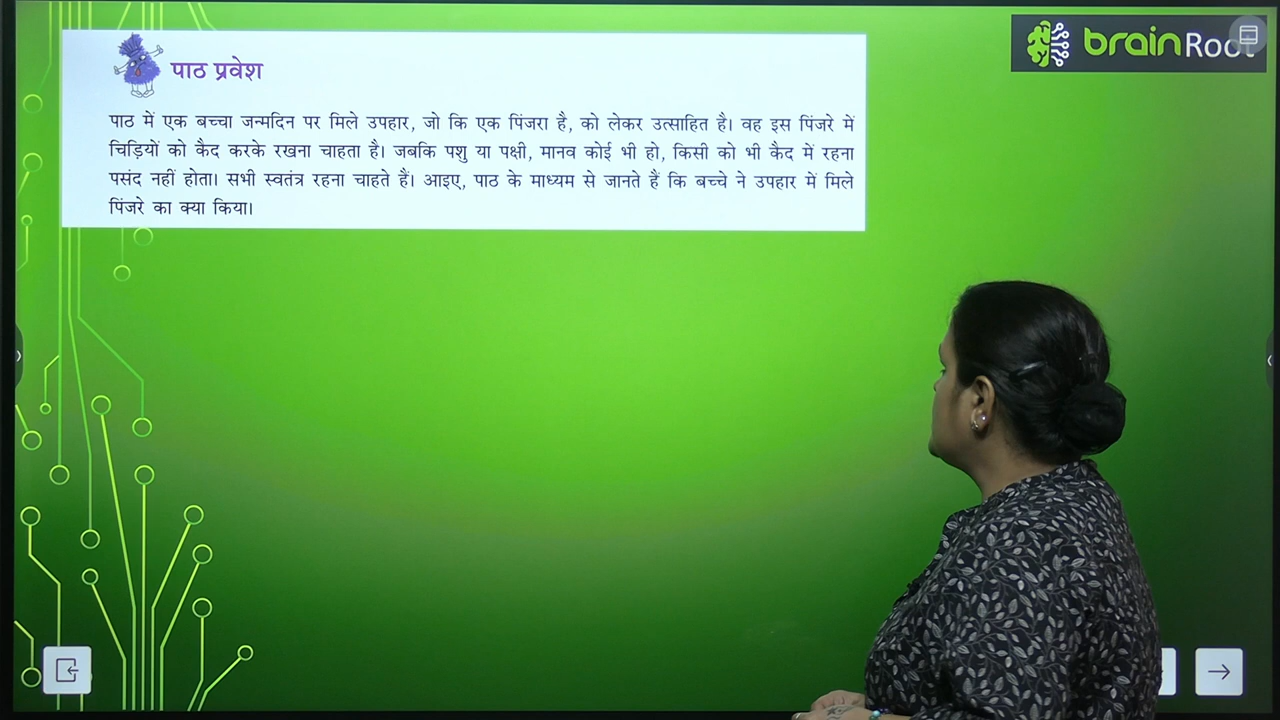 brainRoot
पाठ प्रवेश
पाठ में एक बच्चा जन्मदिन पर मिले उपहार, जो कि एक पिंजरा है, को लेकर उत्साहित है। वह इस पिंजरे में
चिड़ियों को कैद करके रखना चाहता है। जबकि पशु या पक्षी, मानव कोई भी हो, किसी को भी कैद में रहना
पसंद नहीं होता। सभी स्वतंत्र रहना चाहते हैं। आइए, पाठ के माध्यम से जानते हैं कि बच्चे ने उपहार में मिले
पिंजरे का क्या किया।